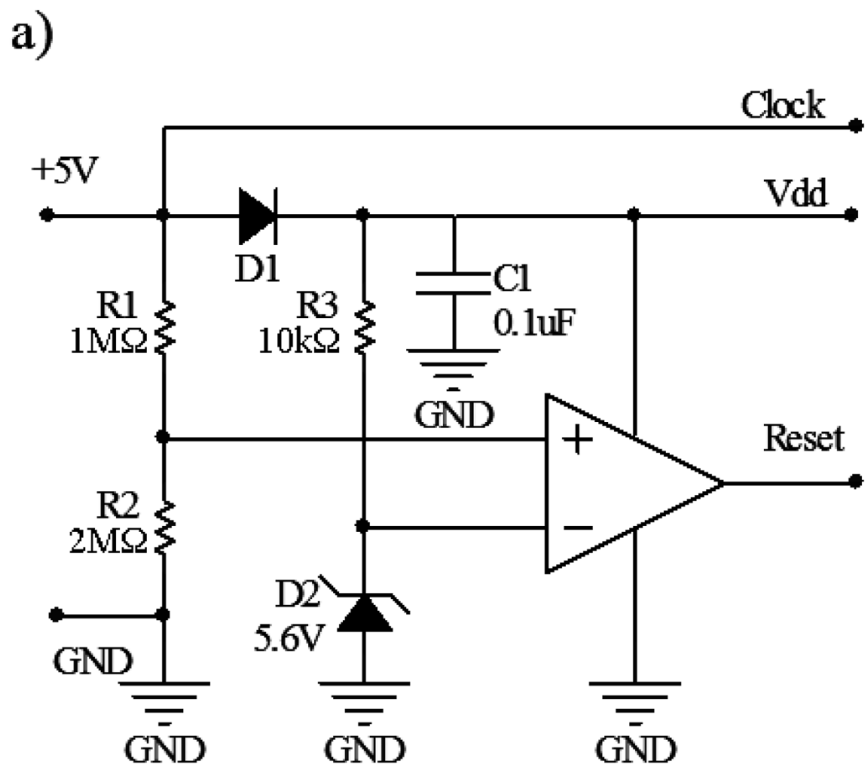 a)
Clock
+5V
Vdd
D1
C1
0.1uF
R1
1MΩ
R3
10kΩ
GND
+
Reset
R2
2MΩ
−
D2
5.6V
GND
GND
GND
GND